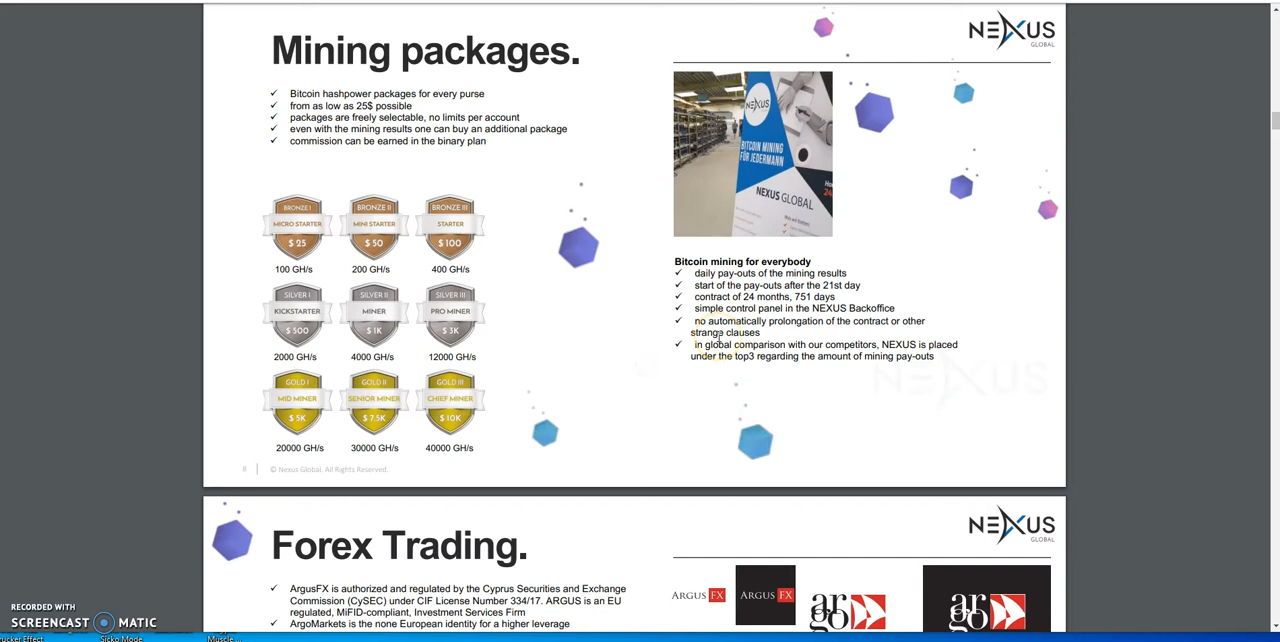 Mining packages.
NEXUS
GLOBAL
✓ Bitcoin hashpower packages for every purse
✓ from as low as 25$ possible
✓ packages are freely selectable, no limits per account
✓ even with the mining results one can buy an additional package
✓ commission can be earned in the binary plan
NEXUS
BITCOIN MINING
FÜR JEDERMANN
NEXUS GLOBAL
BRONZE I
MICRO STARTER
$ 25
100 GH/s
BRONZE II
MINI STARTER
$ 50
200 GH/s
BRONZE III
STARTER
$ 100
400 GH/s
SILVER I
KICKSTARTER
$ 500
2000 GH/s
SILVER II
MINER
$ 1K
4000 GH/s
SILVER III
PRO MINER
$ 3K
12000 GH/s
GOLD I
MID MINER
$ 5K
20000 GH/s
GOLD II
SENIOR MINER
$ 7.5K
30000 GH/s
GOLD III
CHIEF MINER
$ 10K
40000 GH/s
Bitcoin mining for everybody
✓ daily pay-outs of the mining results
✓ start of the pay-outs after the 21st day
✓ contract of 24 months, 751 days
✓ simple control panel in the NEXUS Backoffice
✓ no automatically prolongation of the contract or other
strange clauses
✓ in global comparison with our competitors, NEXUS is placed
under the top3 regarding the amount of mining pay-outs
NEXUS
8 | © Nexus Global. All Rights Reserved.
Forex Trading.
NEXUS
GLOBAL
✓ ArgusFX is authorized and regulated by the Cyprus Securities and Exchange
Commission (CySEC) under CIF License Number 334/17. ARGUS is an EU
regulated, MiFID-compliant, Investment Services Firm
✓ ArgoMarkets is the none European identity for a higher leverage
ARGUS FX
ARGUS FX
argo
argo
RECORDED WITH
SCREENCAST MATIC
rucker Effect
Sicko Mode
Muscle ...